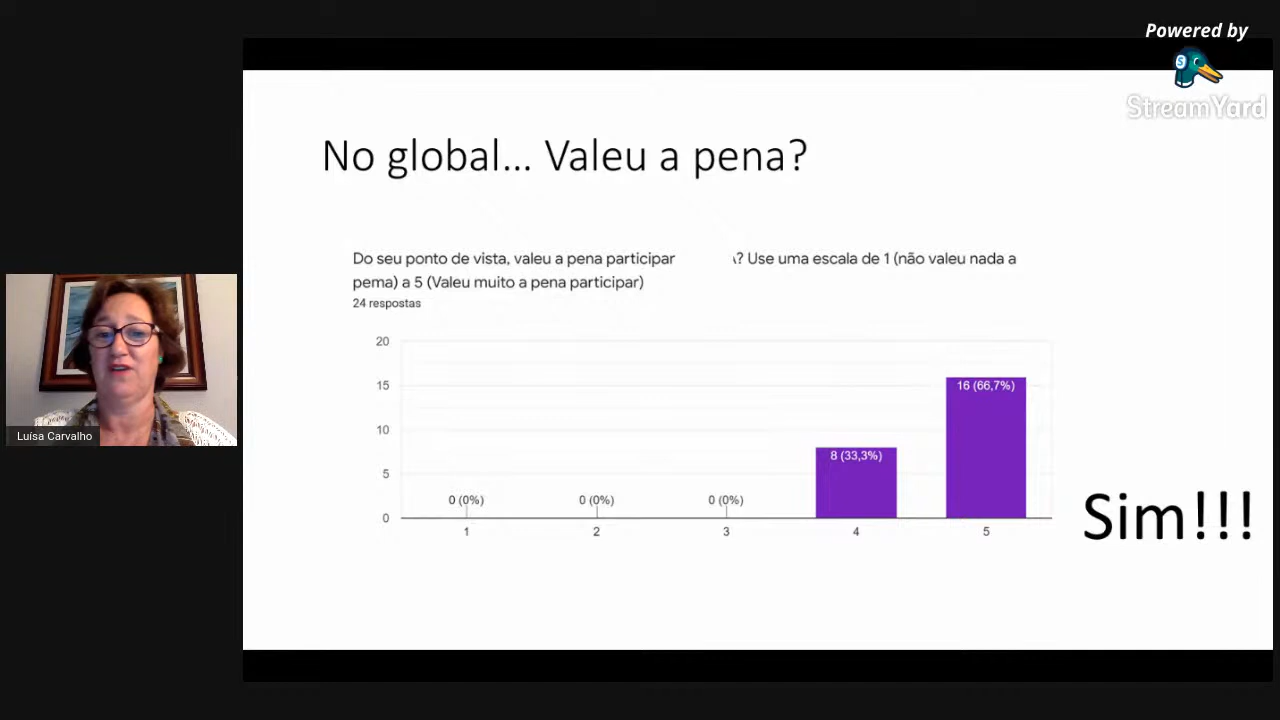 Powered by
StreamYard
No global... Valeu a pena?
Do seu ponto de vista, valeu a pena participar ? Use uma escala de 1 (não valeu nada a
pema) a 5 (Valeu muito a pena participar)
24 respostas
20
15
10
5
0
0 (0%)
0 (0%)
0 (0%)
8 (33,3%)
16 (66,7%)
1
2
3
4
5
Sim!!!
Luísa Carvalho